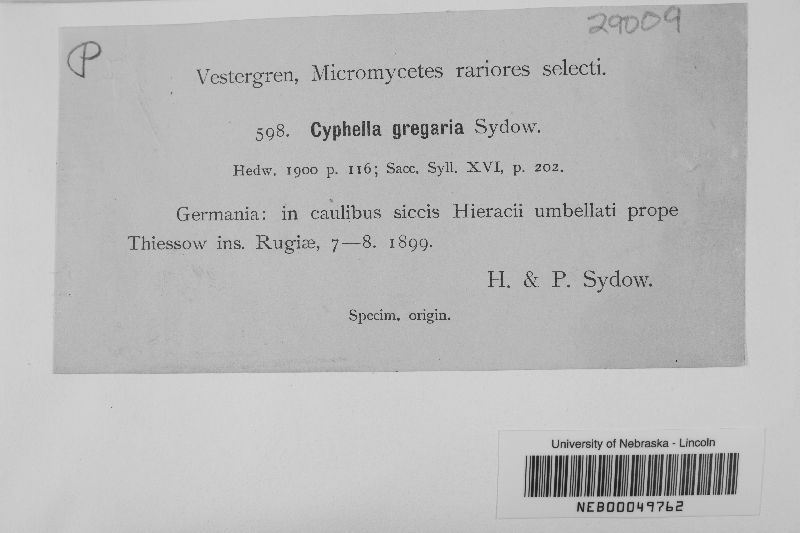 29009
P
Vestergren, Micromycetes rariores selecti.
598. Cyphella gregaria Sydow.
Hedw. 1900 p. 116; Sacc. Syll. XVI, p. 202.
Germania: in caulibus siccis Hieracii umbellati prope
Thiessow ins. Rugiæ, 7—8. 1899.
H. & P. Sydow.
Specim. origin.
University of Nebraska - Lincoln
NEB00049762